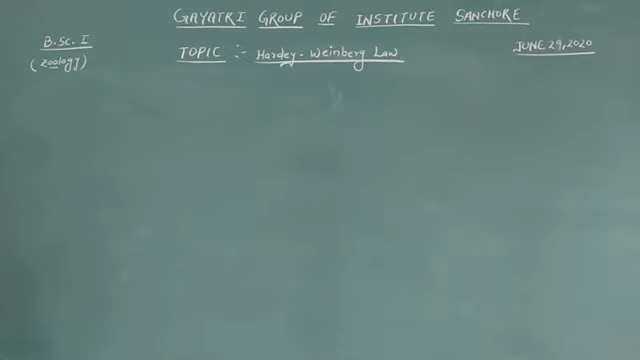 GAYATRI GROUP OF INSTITUTE SANCHORE
B.Sc. I
(Zoology)
TOPIC :- Hardey - Weinberg Law
JUNE 29, 2020